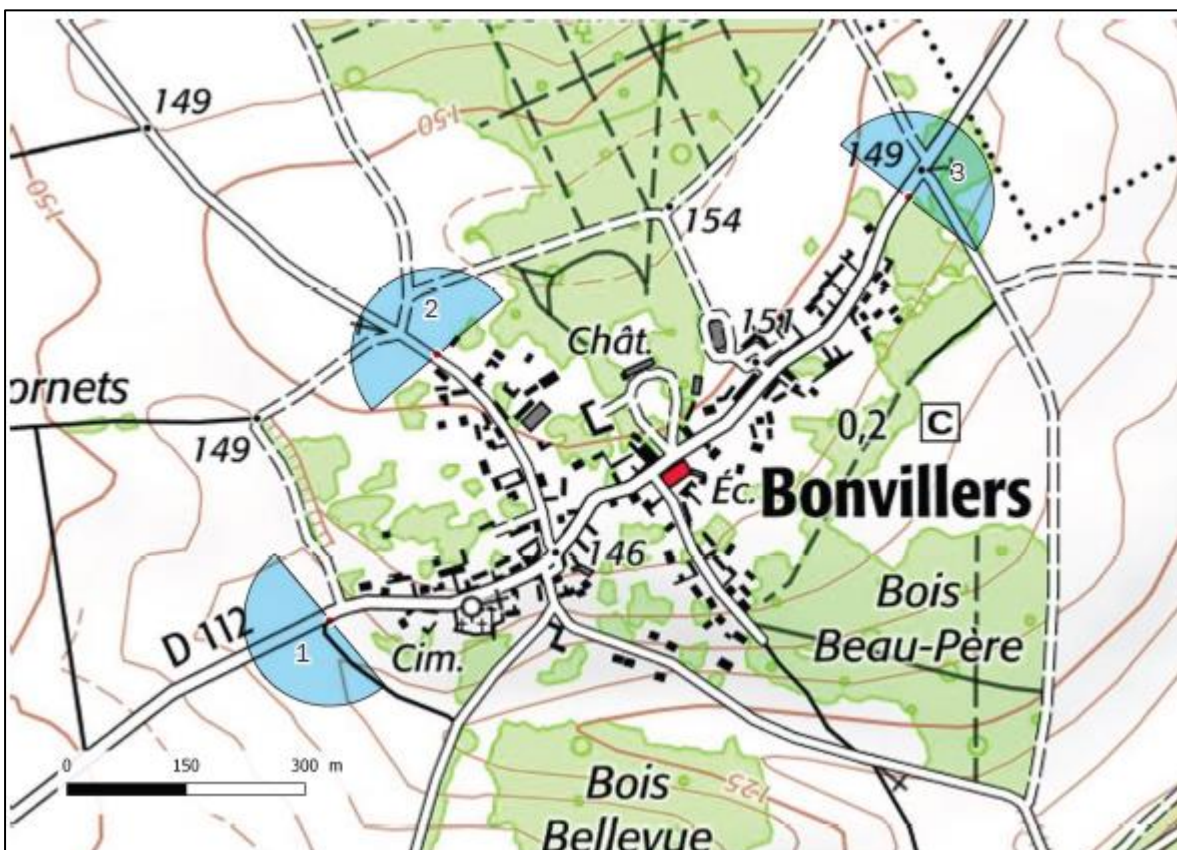 149
150
150
149
3
154
2
151
Chât.
ornets
0,2
C
149
Éc.
Bonvillers
146
Bois
Beau-Père
D 112
1
Cim.
0 150 300 m
125
Bois
Bellevue